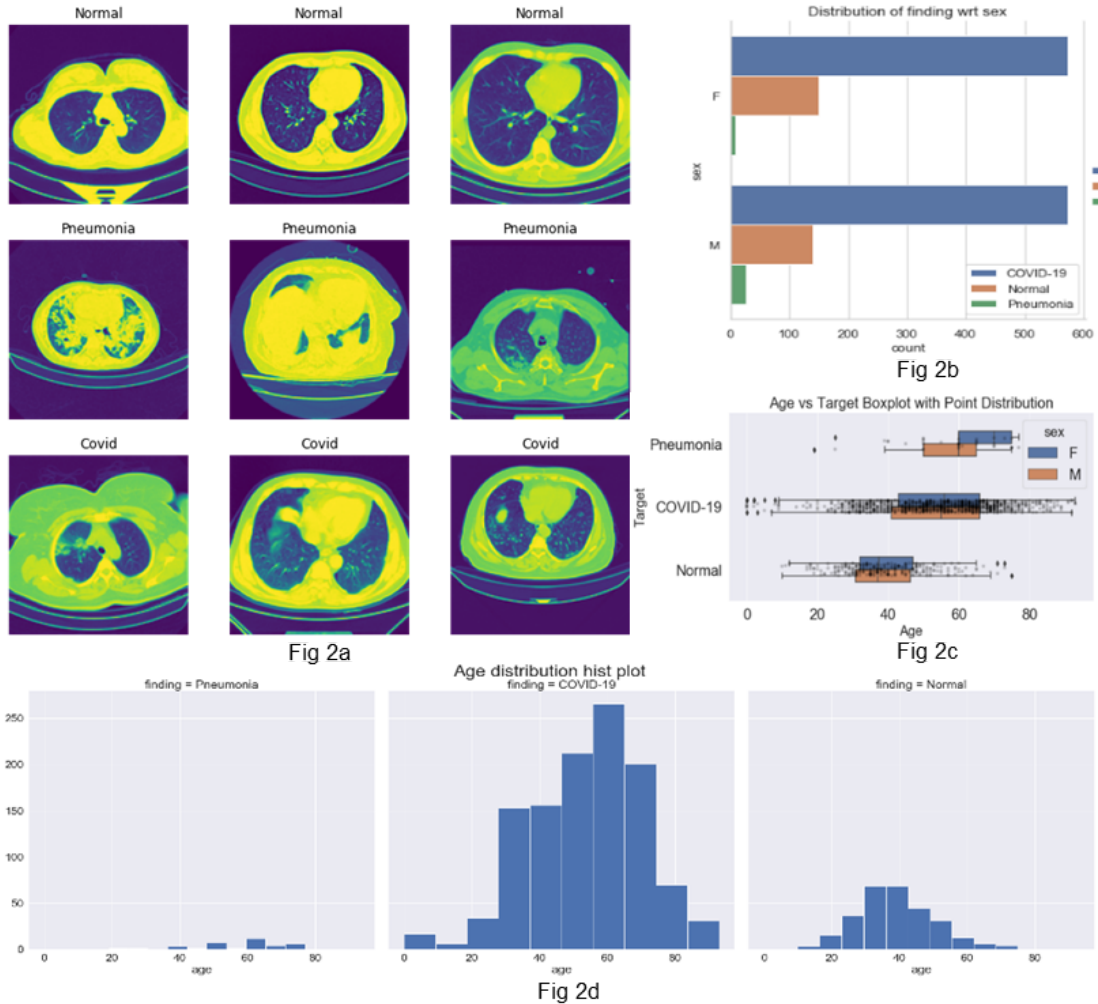 Normal Normal Normal
Pneumonia Pneumonia Pneumonia
Covid Covid Covid
Fig 2a
Distribution of finding wrt sex
F
sex
M
COVID-19
Normal
Pneumonia
0 100 200 300 400 500 600
count
Fig 2b
Age vs Target Boxplot with Point Distribution
Pneumonia
COVID-19
Normal
Target
sex
F
M
0 20 40 60 80
Age
Fig 2c
Age distribution hist plot
finding = Pneumonia finding = COVID-19 finding = Normal
250
200
150
100
50
0
0 20 40 60 80 0 20 40 60 80 0 20 40 60 80
age age age
Fig 2d